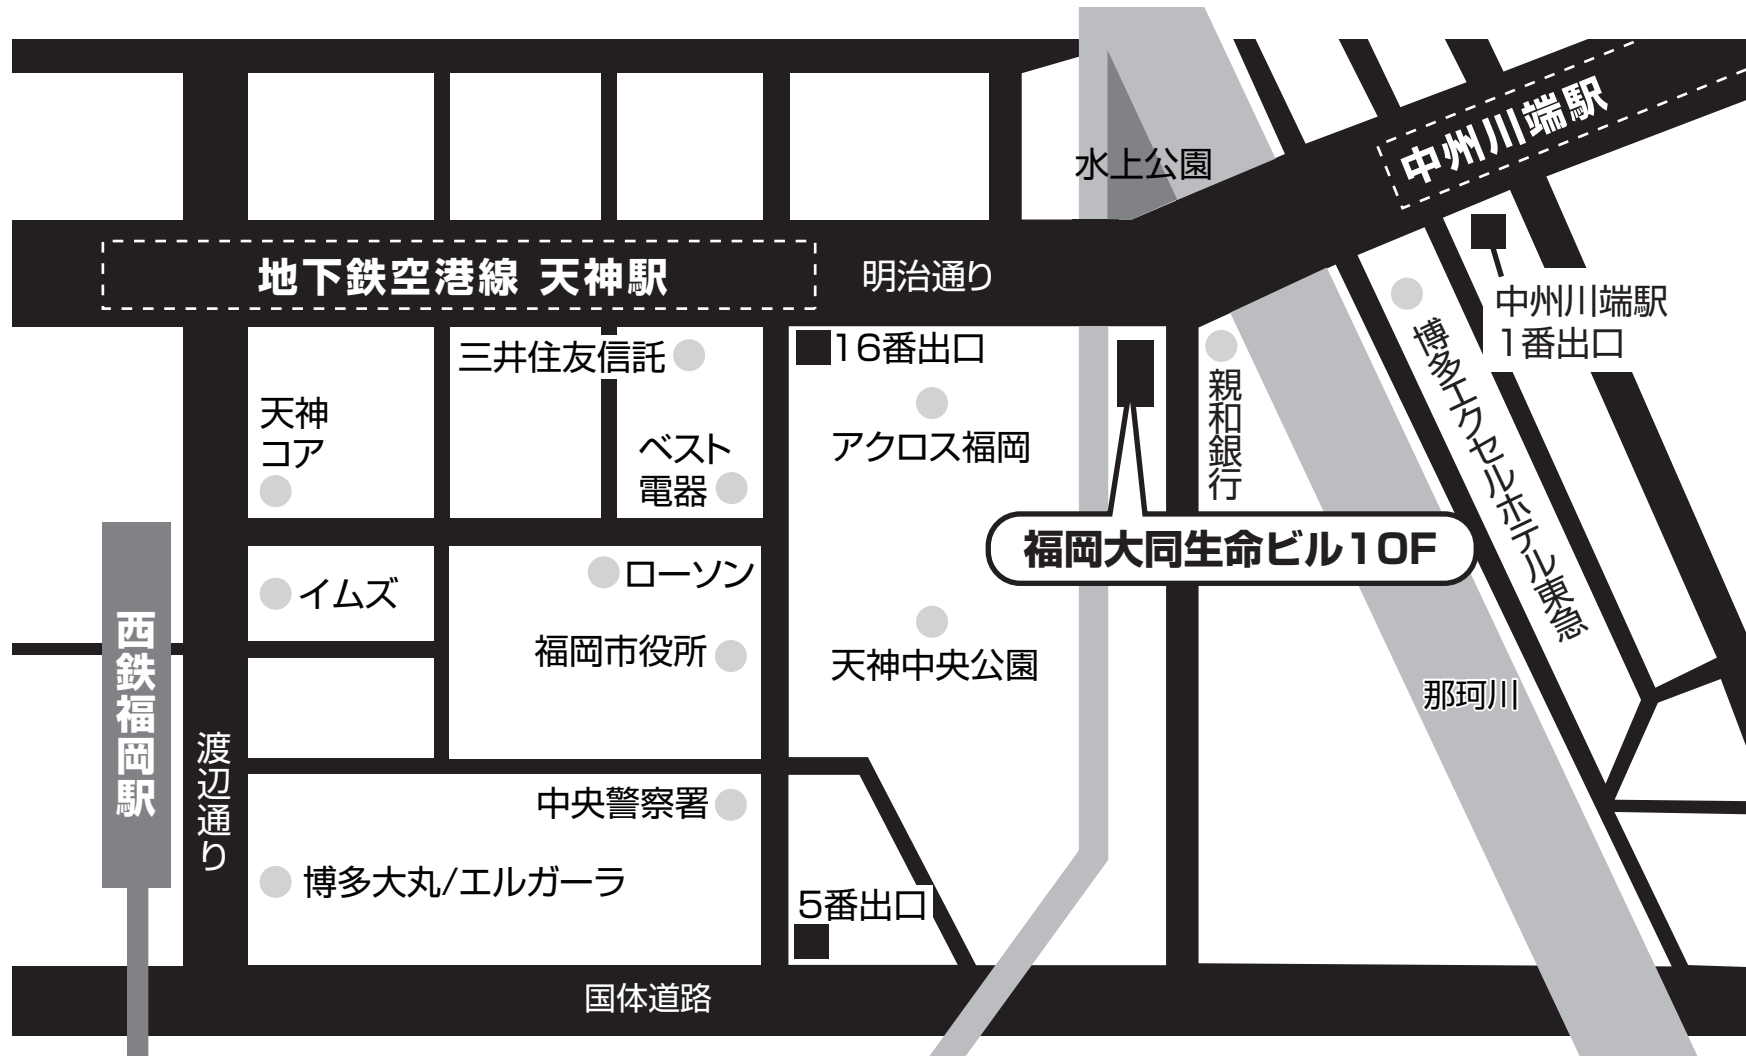 水上公園
中州川端駅
地下鉄空港線 天神駅
明治通り
中州川端駅
1番出口
三井住友信託
16番出口
天神
コア
ベスト
電器
アクロス福岡
親和銀行
博多エクセルホテル東急
福岡大同生命ビル10F
イムズ
ローソン
福岡市役所
天神中央公園
西鉄福岡駅
那珂川
渡辺通り
中央警察署
博多大丸/エルガーラ
5番出口
国体道路